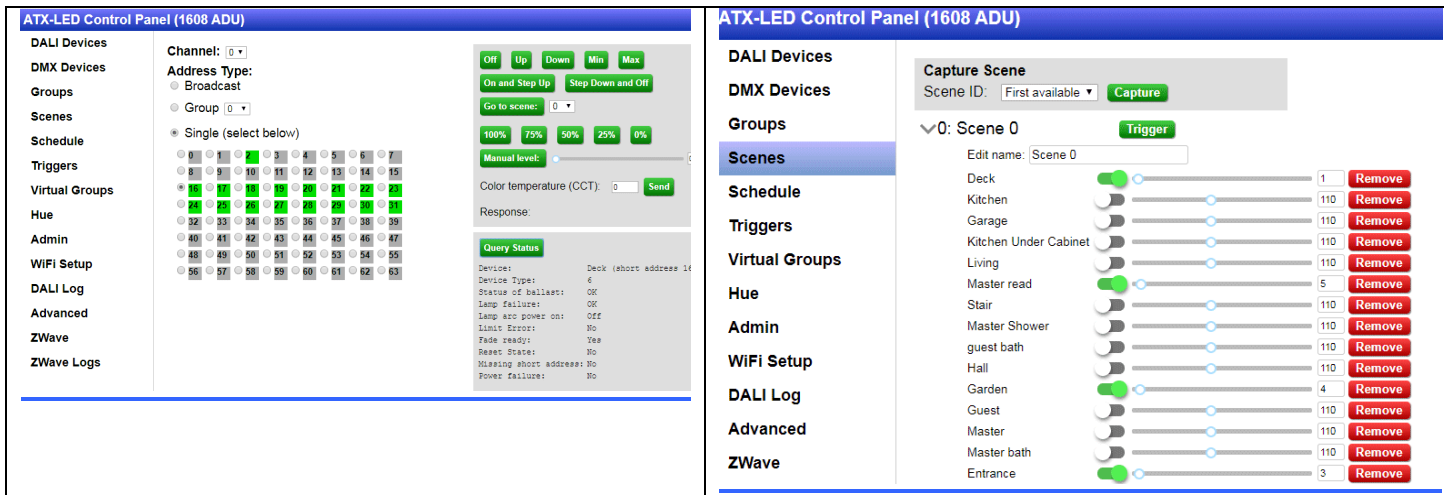 ATX-LED Control Panel (1608 ADU)
DALI Devices
DMX Devices
Groups
Scenes
Schedule
Triggers
Virtual Groups
Hue
Admin
WiFi Setup
DALI Log
Advanced
ZWave
ZWave Logs
Channel: 0
Address Type:
Broadcast
Group 0
Single (select below)
0 1 2 3 4 5 6 7
8 9 10 11 12 13 14 15
16 17 18 19 20 21 22 23
24 25 26 27 28 29 30 31
32 33 34 35 36 37 38 39
40 41 42 43 44 45 46 47
48 49 50 51 52 53 54 55
56 57 58 59 60 61 62 63
Off Up Down Min Max
On and Step Up Step Down and Off
Go to scene: 0
100% 75% 50% 25% 0%
Manual level:
Color temperature (CCT): 0 Send
Response:
Query Status
Device: Deck (short address 16
Device Type: 6
Status of ballast: OK
Lamp failure: OK
Lamp arc power on: Off
Limit Error: No
Fade ready: Yes
Reset State: No
Missing short address: No
Power failure: No
ATX-LED Control Panel (1608 ADU)
DALI Devices
DMX Devices
Groups
Scenes
Schedule
Triggers
Virtual Groups
Hue
Admin
WiFi Setup
DALI Log
Advanced
ZWave
Capture Scene
Scene ID: First available Capture
0: Scene 0 Trigger
Edit name: Scene 0
Deck 1 Remove
Kitchen 110 Remove
Garage 110 Remove
Kitchen Under Cabinet 110 Remove
Living 110 Remove
Master read 5 Remove
Stair 110 Remove
Master Shower 110 Remove
guest bath 110 Remove
Hall 110 Remove
Garden 4 Remove
Guest 110 Remove
Master 110 Remove
Master bath 110 Remove
Entrance 3 Remove